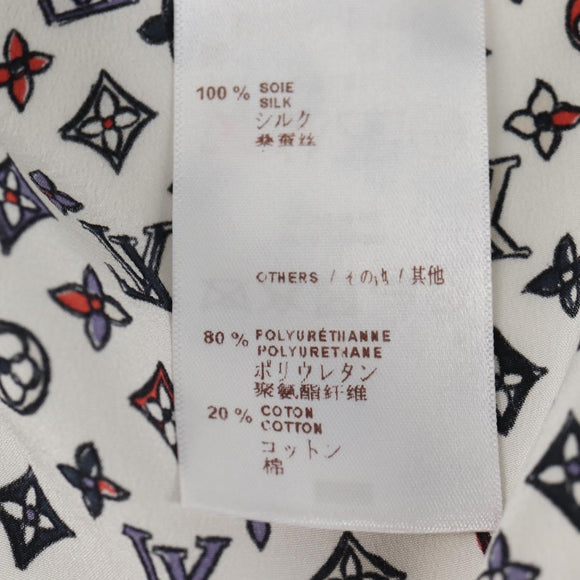 100 % SOIE
SILK
シルク
桑蚕丝
OTHERS / その他 / 其他
80 % POLYURÉTHANNE
POLYURETHANE
ポリウレタン
聚氨酯纤维
20 % COTON
COTTON
コットン
棉